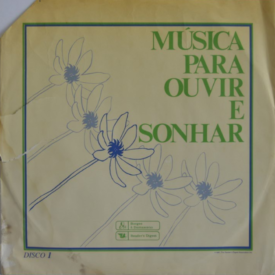 MÚSICA
PARA
OUVIR
E
SONHAR
DISCO 1